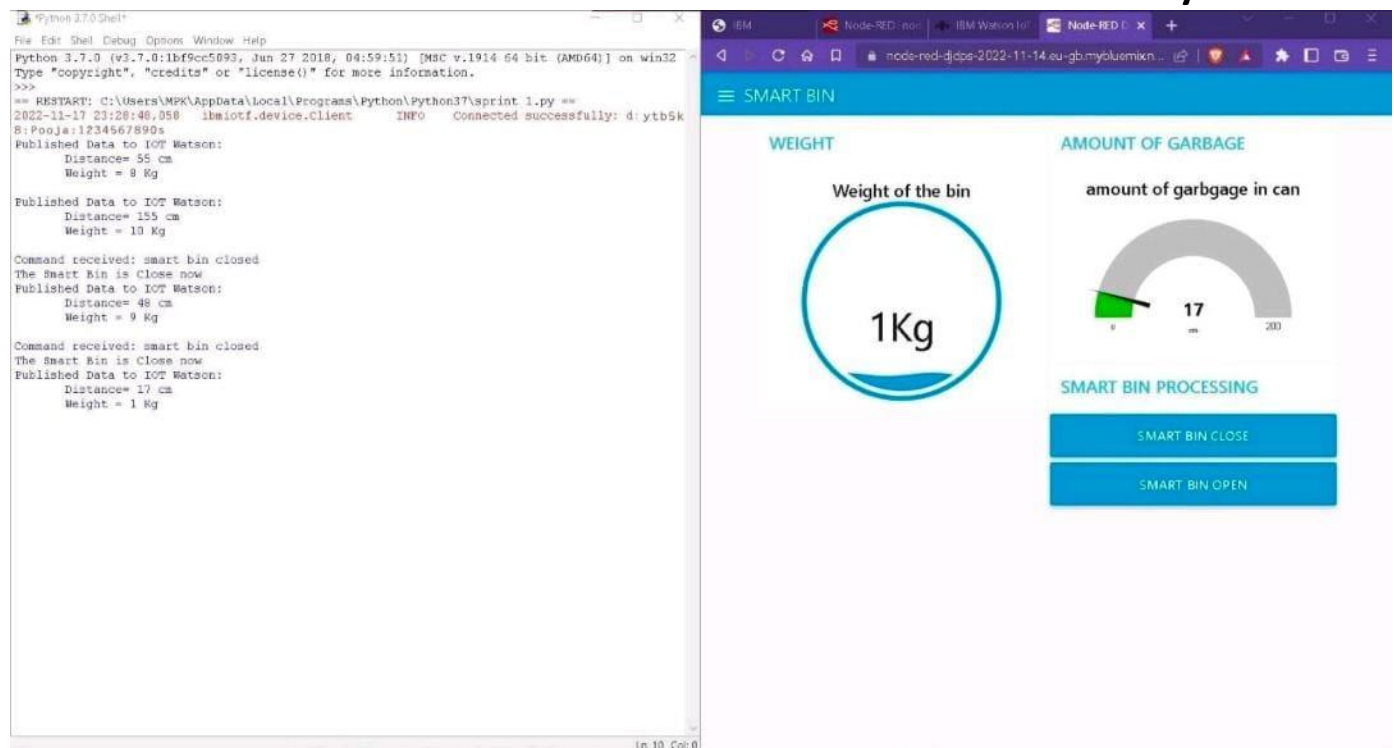 *Python 3.7.0 Shell*
File Edit Shell Debug Options Window Help
Python 3.7.0 (v3.7.0:1bf9cc5093, Jun 27 2018, 04:59:51) [MSC v.1914 64 bit (AMD64)] on win32
Type "copyright", "credits" or "license()" for more information.
>>>
== RESTART: C:\Users\MPK\AppData\Local\Programs\Python\Python37\sprint 1.py ==
2022-11-17 23:28:48,058 ibmiotf.device.Client INFO Connected successfully: d:ytb5k
8:Pooja:1234567890s
Published Data to IOT Watson:
Distance= 55 cm
Weight = 8 Kg
Published Data to IOT Watson:
Distance= 155 cm
Weight = 10 Kg
Command received: smart bin closed
The Smart Bin is Close now
Published Data to IOT Watson:
Distance= 48 cm
Weight = 9 Kg
Command received: smart bin closed
The Smart Bin is Close now
Published Data to IOT Watson:
Distance= 17 cm
Weight = 1 Kg
Ln: 10 Col: 0
IBM
Node-RED : nod
IBM Watson IoT
Node-RED D
node-red-djdps-2022-11-14.eu-gb.mybluemix.n...
SMART BIN
WEIGHT
Weight of the bin
1Kg
AMOUNT OF GARBAGE
amount of garbgage in can
17
0
cm
200
SMART BIN PROCESSING
SMART BIN CLOSE
SMART BIN OPEN